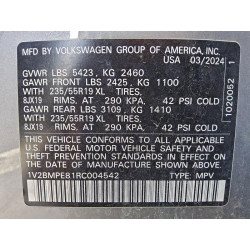 MFD BY VOLKSWAGEN GROUP OF AMERICA, INC.
USA 03/2024
GVWR LBS 5423, KG 2460
GAWR FRONT LBS 2425 , KG 1100
WITH TIRES - 235/55R19 XL
8JX19 RIMS, AT 290 KPA. 42 PSI COLD
GAWR REAR LBS 3109 , KG 1410
WITH TIRES - 235/55R19 XL
8JX19 RIMS, AT 290 KPA. 42 PSI COLD
THIS VEHICLE CONFORMS TO ALL APPLICABLE
U.S. FEDERAL MOTOR VEHICLE SAFETY AND
THEFT PREVENTION STANDARDS IN EFFECT ON THE
DATE OF MANUFACTURE SHOWN ABOVE.
1V2BMPE81RC004542 TYPE: MPV
1020052